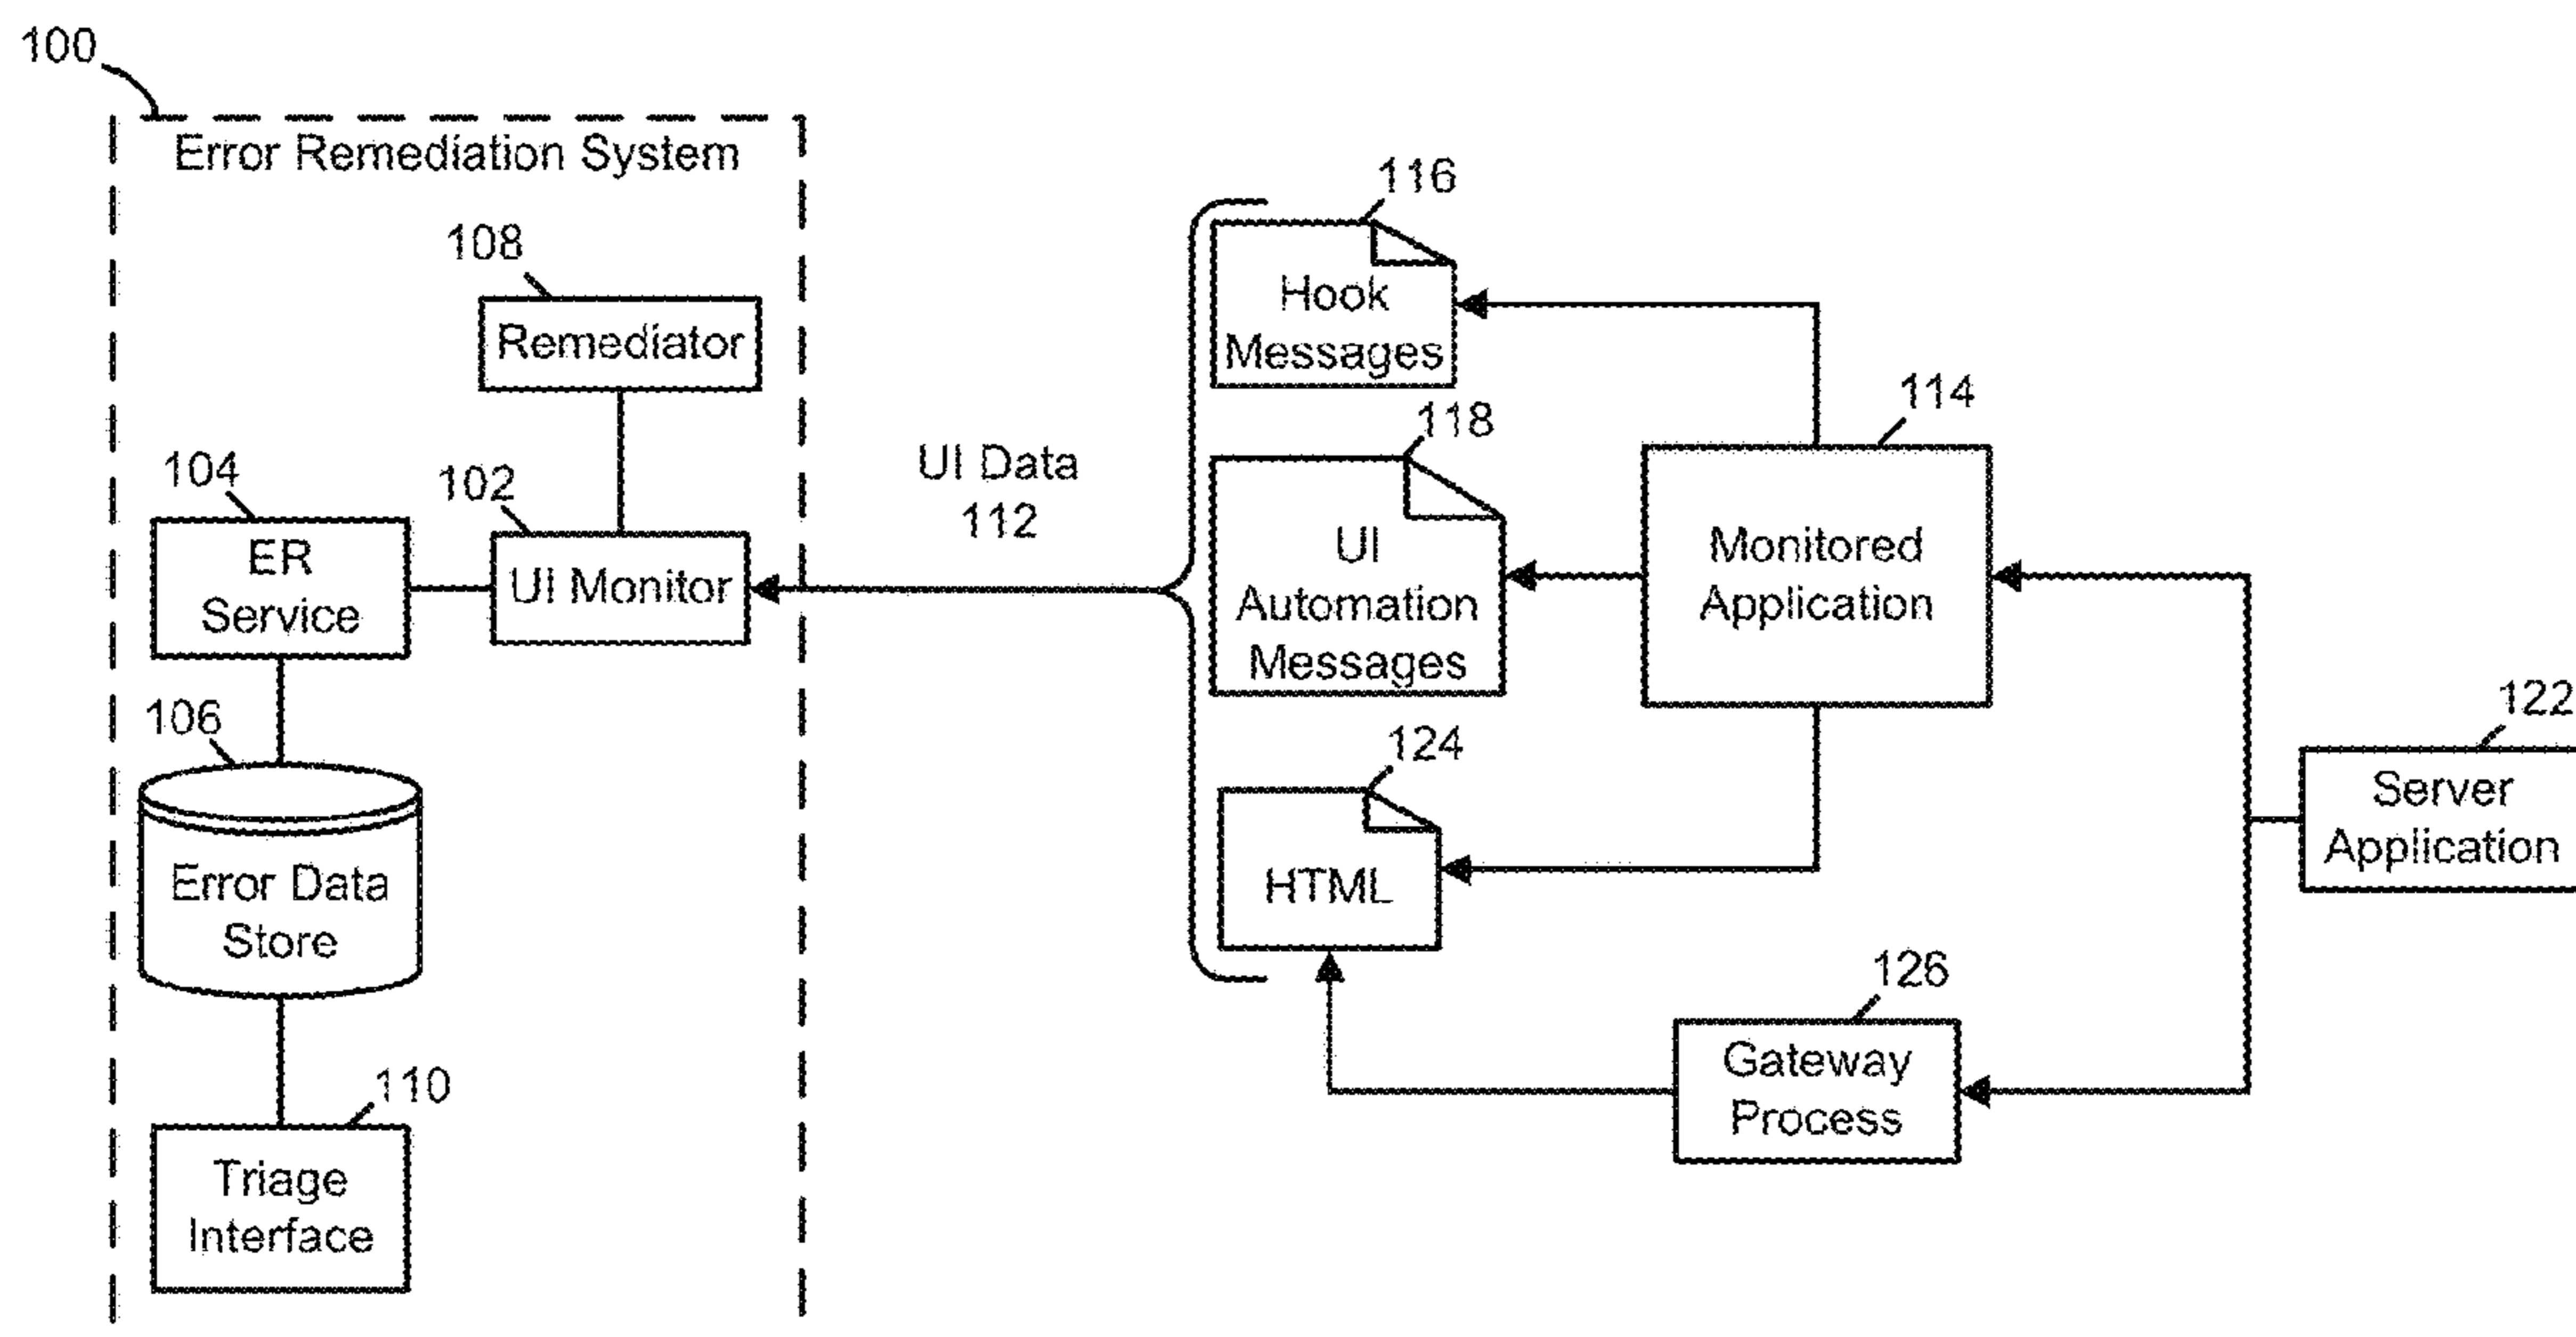 100
Error Remediation System
108
Remediator
104
ER
Service
102
UI Monitor
106
Error Data
Store
110
Triage
Interface
UI Data
112
116
Hook
Messages
118
UI
Automation
Messages
124
HTML
114
Monitored
Application
126
Gateway
Process
122
Server
Application